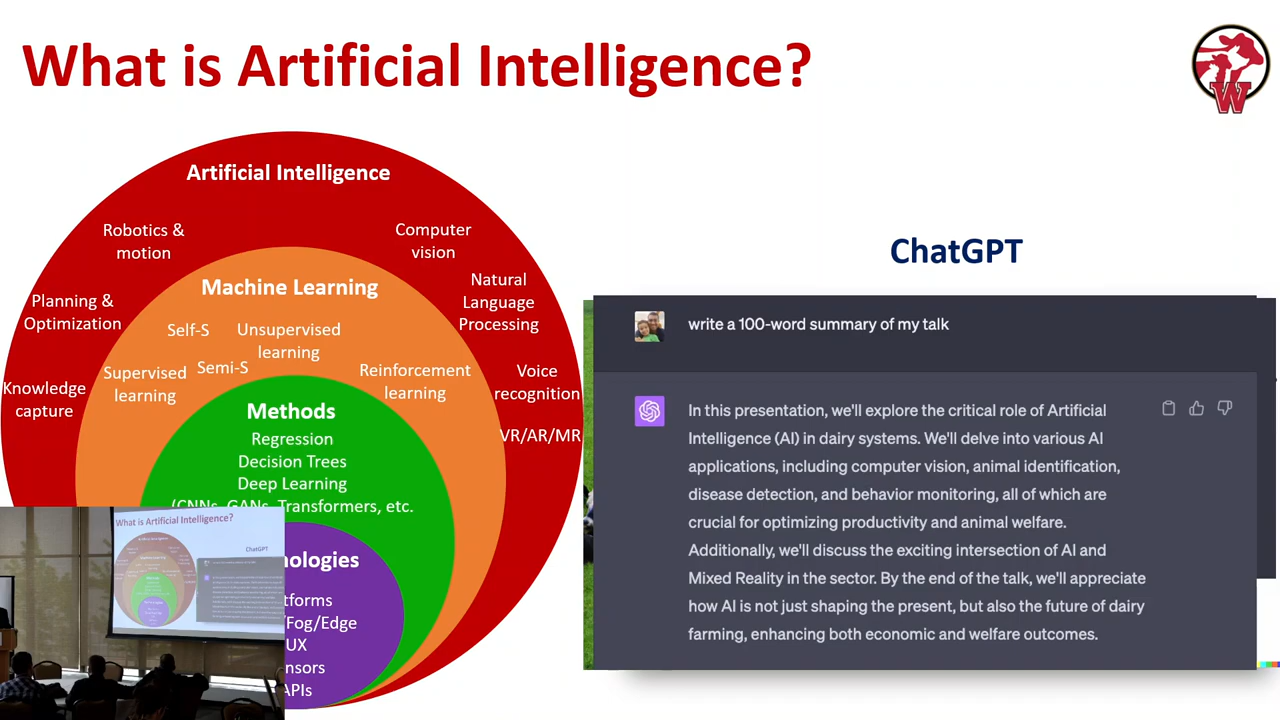 What is Artificial Intelligence?
W
Artificial Intelligence
Robotics &
motion
Computer
vision
Planning &
Optimization
Natural
Language
Processing
Knowledge
capture
Voice
recognition
VR/AR/MR
Machine Learning
Self-S
Unsupervised
learning
Supervised
learning
Semi-S
Reinforcement
learning
Methods
Regression
Decision Trees
Deep Learning
(CNNs, GANs, Transformers, etc.
nologies
tforms
/Fog/Edge
UX
nsors
APIs
ChatGPT
write a 100-word summary of my talk
In this presentation, we'll explore the critical role of Artificial
Intelligence (AI) in dairy systems. We'll delve into various AI
applications, including computer vision, animal identification,
disease detection, and behavior monitoring, all of which are
crucial for optimizing productivity and animal welfare.
Additionally, we'll discuss the exciting intersection of AI and
Mixed Reality in the sector. By the end of the talk, we'll appreciate
how AI is not just shaping the present, but also the future of dairy
farming, enhancing both economic and welfare outcomes.
What is Artificial Intelligence?
ChatGPT